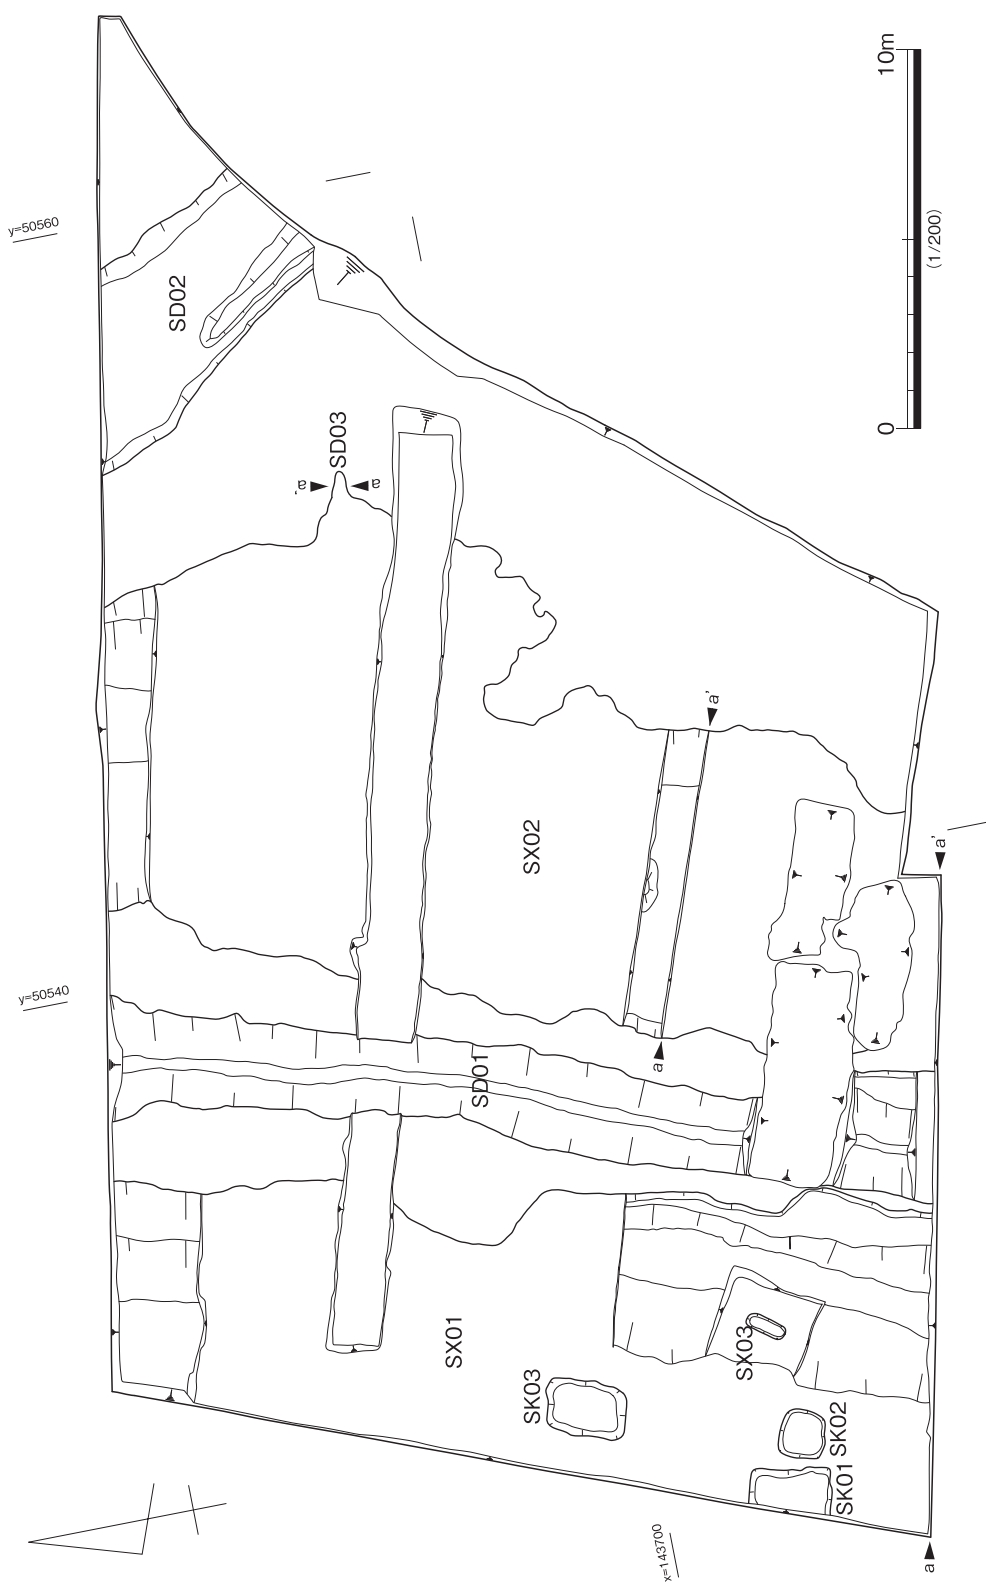 10m
0
(1/200)
y=50560
SD02
SD03
a'
a
SX02
a'
a'
y=50540
SD01
a
SX01
SX03
SK03
SK02
SK01
x=143700
a